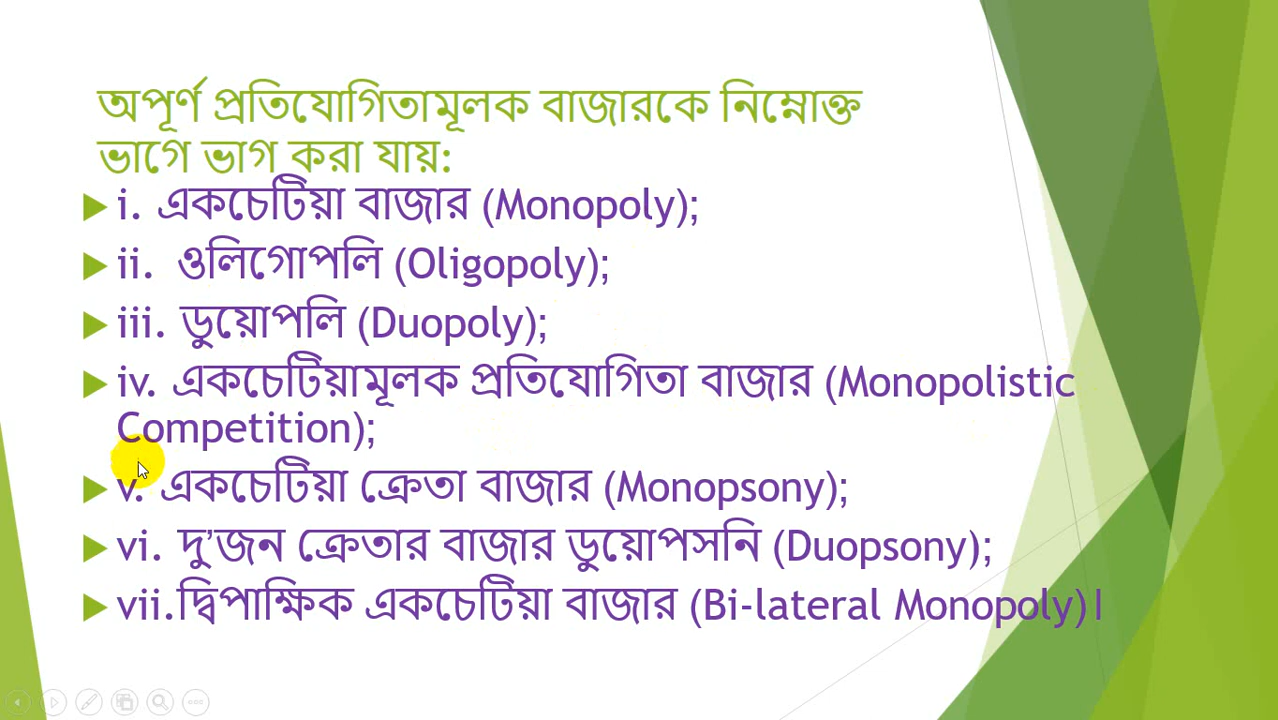 অপূর্ণ প্রতিযোগিতামূলক বাজারকে নিম্নোক্ত
ভাগে ভাগ করা যায়:
i. একচেটিয়া বাজার (Monopoly);
ii. ওলিগোপলি (Oligopoly);
iii. ডুয়োপলি (Duopoly);
iv. একচেটিয়ামূলক প্রতিযোগিতা বাজার (Monopolistic
Competition);
v. একচেটিয়া ক্রেতা বাজার (Monopsony);
vi. দু’জন ক্রেতার বাজার ডুয়োপসনি (Duopsony);
vii.দ্বিপাক্ষিক একচেটিয়া বাজার (Bi-lateral Monopoly)।